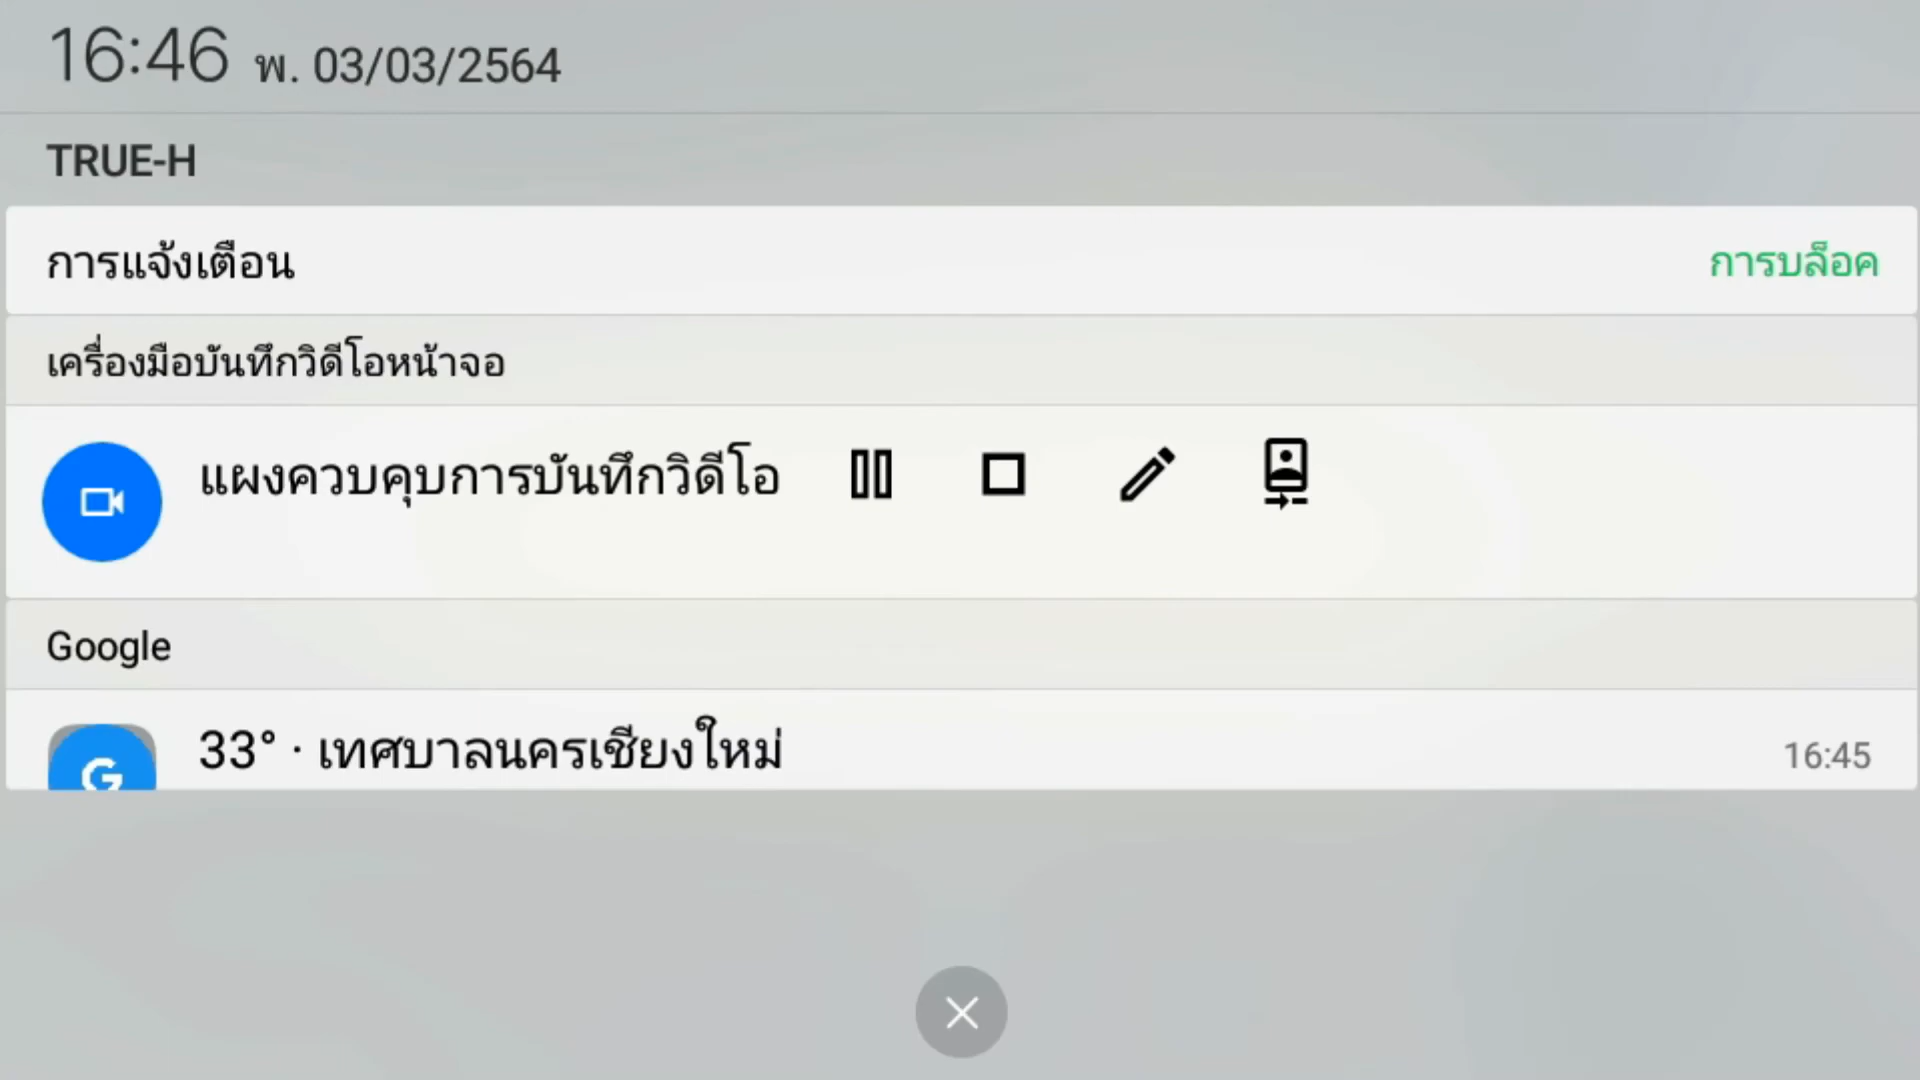 16:46 พ. 03/03/2564
TRUE-H
การแจ้งเตือน การบล็อค
เครื่องมือบันทึกวิดีโอหน้าจอ
แผงควบคุบการบันทึกวิดีโอ
Google
G 33° · เทศบาลนครเชียงใหม่ 16:45